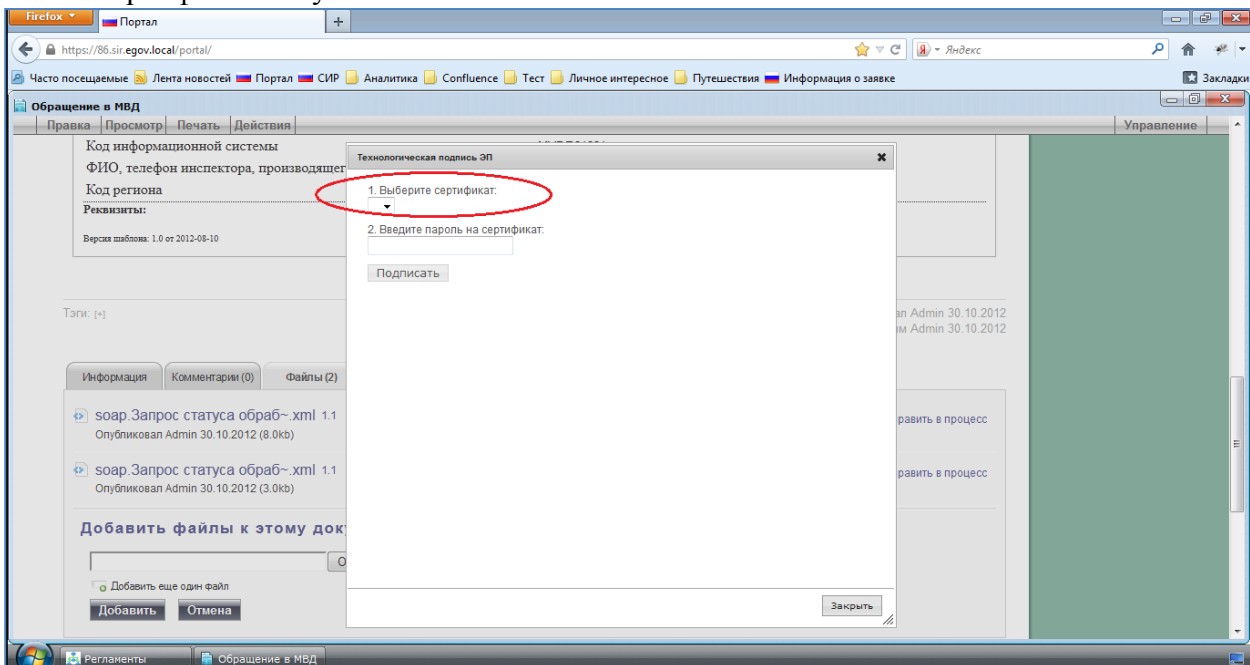 Firefox
Портал
+
https://86.sir.egov.local/portal/
Яндекс
Часто посещаемые Лента новостей Портал СИР Аналитика Confluence Тест Личное интересное Путешествия Информация о заявке Закладки
Обращение в МВД
Правка Просмотр Печать Действия Управление
Код информационной системы
ФИО, телефон инспектора, производящег
Код региона
Реквизиты:
Версия шаблона: 1.0 от 2012-08-10
Технологическая подпись ЭП
1. Выберите сертификат:
2. Введите пароль на сертификат:
Подписать
Закрыть
Тэги: [+]
ал Admin 30.10.2012
им Admin 30.10.2012
Информация Комментарии (0) Файлы (2)
soap.Запрос статуса обраб~.xml 1.1
равить в процесс
Опубликовал Admin 30.10.2012 (8.0kb)
soap.Запрос статуса обраб~.xml 1.1
равить в процесс
Опубликовал Admin 30.10.2012 (3.0kb)
Добавить файлы к этому док
О
Добавить еще один файл
Добавить Отмена
Регламенты Обращение в МВД